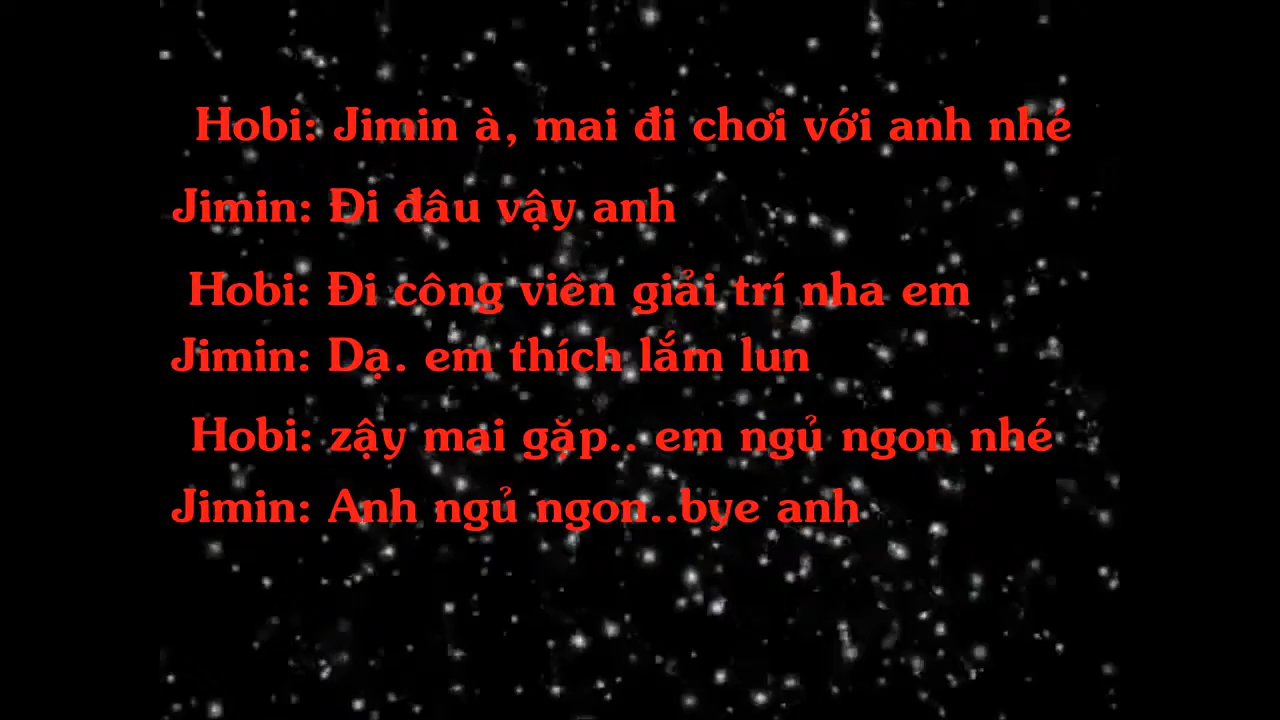 Hobi: Jimin à, mai đi chơi với anh nhé
Jimin: Đi đâu vậy anh
Hobi: Đi công viên giải trí nha em
Jimin: Dạ. em thích lắm lun
Hobi: zậy mai gặp.. em ngủ ngon nhé
Jimin: Anh ngủ ngon..bye anh